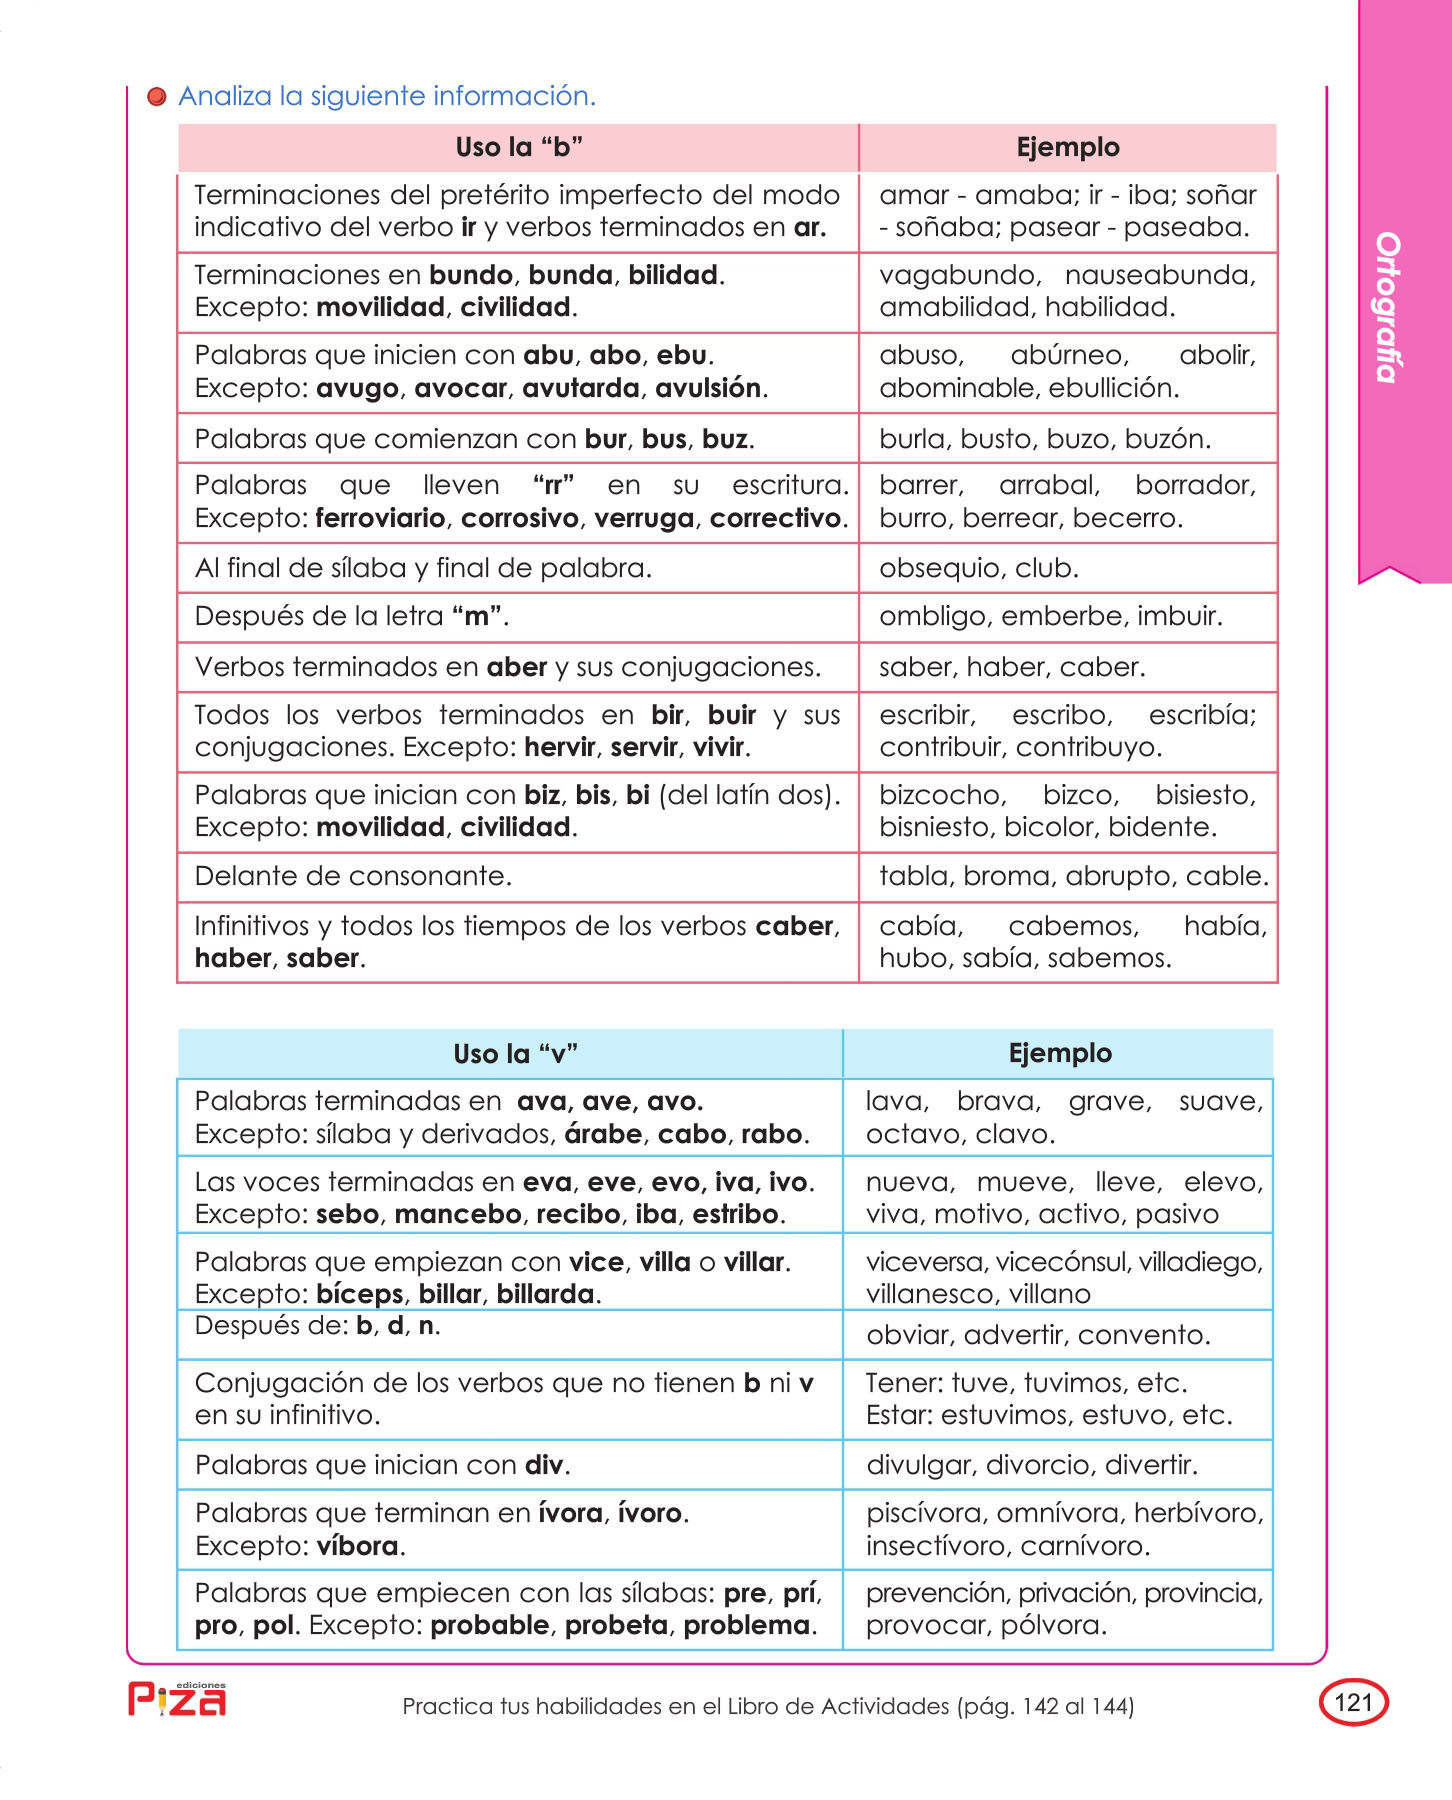 Ortografía
Analiza la siguiente información.
Uso la “b”
Ejemplo
Terminaciones del pretérito imperfecto del modo
indicativo del verbo ir y verbos terminados en ar.
amar - amaba; ir - iba; soñar
- soñaba; pasear - paseaba.
Terminaciones en bundo, bunda, bilidad.
Excepto: movilidad, civilidad.
vagabundo, nauseabunda,
amabilidad, habilidad.
Palabras que inicien con abu, abo, ebu.
Excepto: avugo, avocar, avutarda, avulsión.
abuso, abúrneo, abolir,
abominable, ebullición.
Palabras que comienzan con bur, bus, buz.
burla, busto, buzo, buzón.
Palabras que lleven “rr” en su escritura.
Excepto: ferroviario, corrosivo, verruga, correctivo.
barrer, arrabal, borrador,
burro, berrear, becerro.
Al final de sílaba y final de palabra.
obsequio, club.
Después de la letra “m”.
ombligo, emberbe, imbuir.
Verbos terminados en aber y sus conjugaciones.
saber, haber, caber.
Todos los verbos terminados en bir, buir y sus
conjugaciones. Excepto: hervir, servir, vivir.
escribir, escribo, escribía;
contribuir, contribuyo.
Palabras que inician con biz, bis, bi (del latín dos).
Excepto: movilidad, civilidad.
bizcocho, bizco, bisiesto,
bisniesto, bicolor, bidente.
Delante de consonante.
tabla, broma, abrupto, cable.
Infinitivos y todos los tiempos de los verbos caber,
haber, saber.
cabía, cabemos, había,
hubo, sabía, sabemos.
Uso la “v”
Ejemplo
Palabras terminadas en ava, ave, avo.
Excepto: sílaba y derivados, árabe, cabo, rabo.
lava, brava, grave, suave,
octavo, clavo.
Las voces terminadas en eva, eve, evo, iva, ivo.
Excepto: sebo, mancebo, recibo, iba, estribo.
nueva, mueve, lleve, elevo,
viva, motivo, activo, pasivo
Palabras que empiezan con vice, villa o villar.
Excepto: bíceps, billar, billarda.
viceversa, vicecónsul, villadiego,
villanesco, villano
Después de: b, d, n.
obviar, advertir, convento.
Conjugación de los verbos que no tienen b ni v
en su infinitivo.
Tener: tuve, tuvimos, etc.
Estar: estuvimos, estuvo, etc.
Palabras que inician con div.
divulgar, divorcio, divertir.
Palabras que terminan en ívora, ívoro.
Excepto: víbora.
piscívora, omnívora, herbívoro,
insectívoro, carnívoro.
Palabras que empiecen con las sílabas: pre, prí,
pro, pol. Excepto: probable, probeta, problema.
prevención, privación, provincia,
provocar, pólvora.
ediciones
Piza
Practica tus habilidades en el Libro de Actividades (pág. 142 al 144)
121